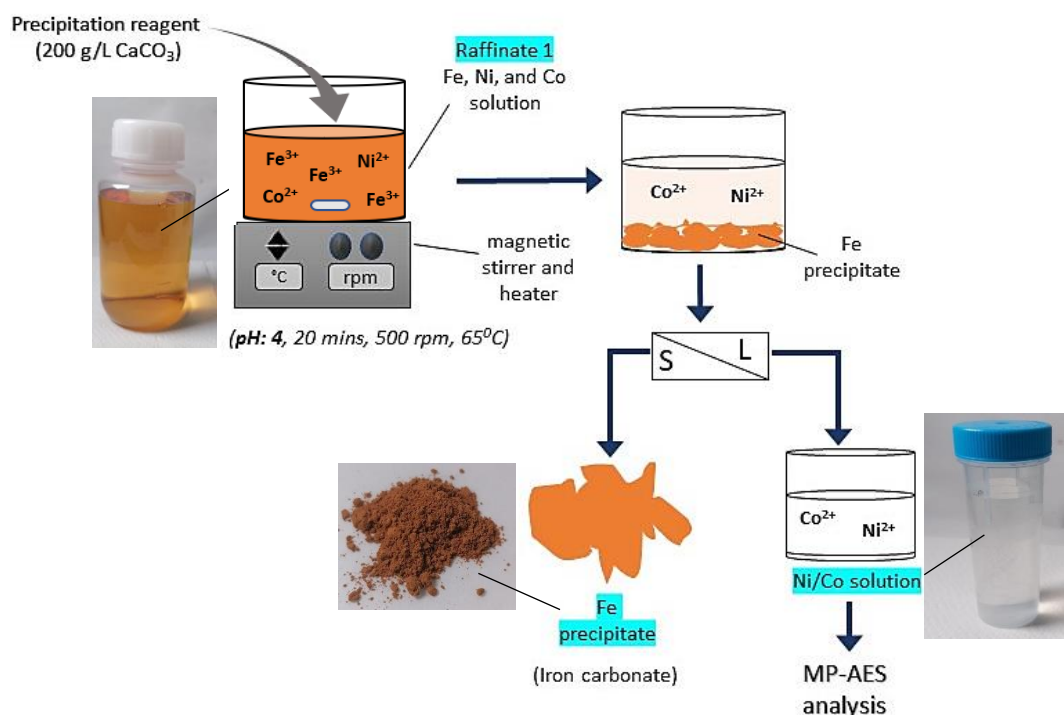 Precipitation reagent
(200 g/L CaCO₃)
Raffinate 1
Fe, Ni, and Co
solution
Fe³⁺
Ni²⁺
Fe³⁺
Co²⁺
Fe³⁺
°C
rpm
magnetic
stirrer and
heater
(pH: 4, 20 mins, 500 rpm, 65⁰C)
Co²⁺
Ni²⁺
Fe
precipitate
S
L
Fe
precipitate
(Iron carbonate)
Co²⁺
Ni²⁺
Ni/Co solution
MP-AES
analysis